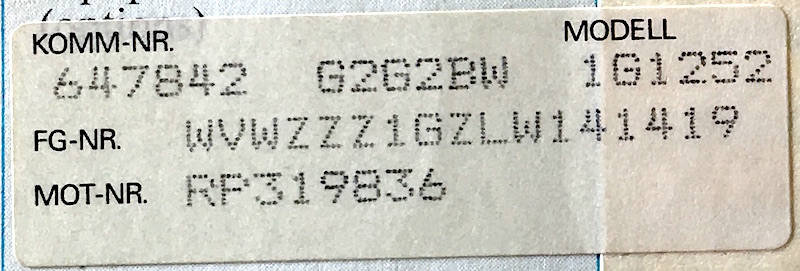 KOMM-NR. MODELL
647842 G2G2BW 1G1252
FG-NR. WVWZZZ1GZLW141419
MOT-NR. RP319836